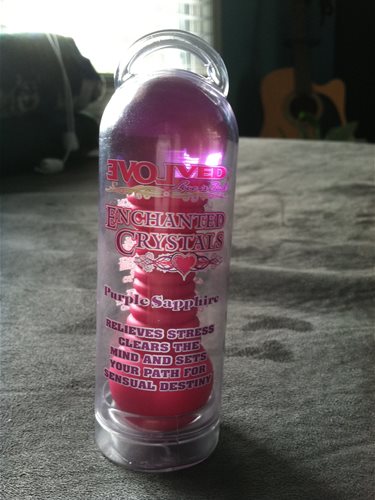 EVOLVED
ENCHANTED
CRYSTALS
Purple Sapphire
RELIEVES STRESS
CLEARS THE
MIND AND SETS
YOUR PATH FOR
SENSUAL DESTINY